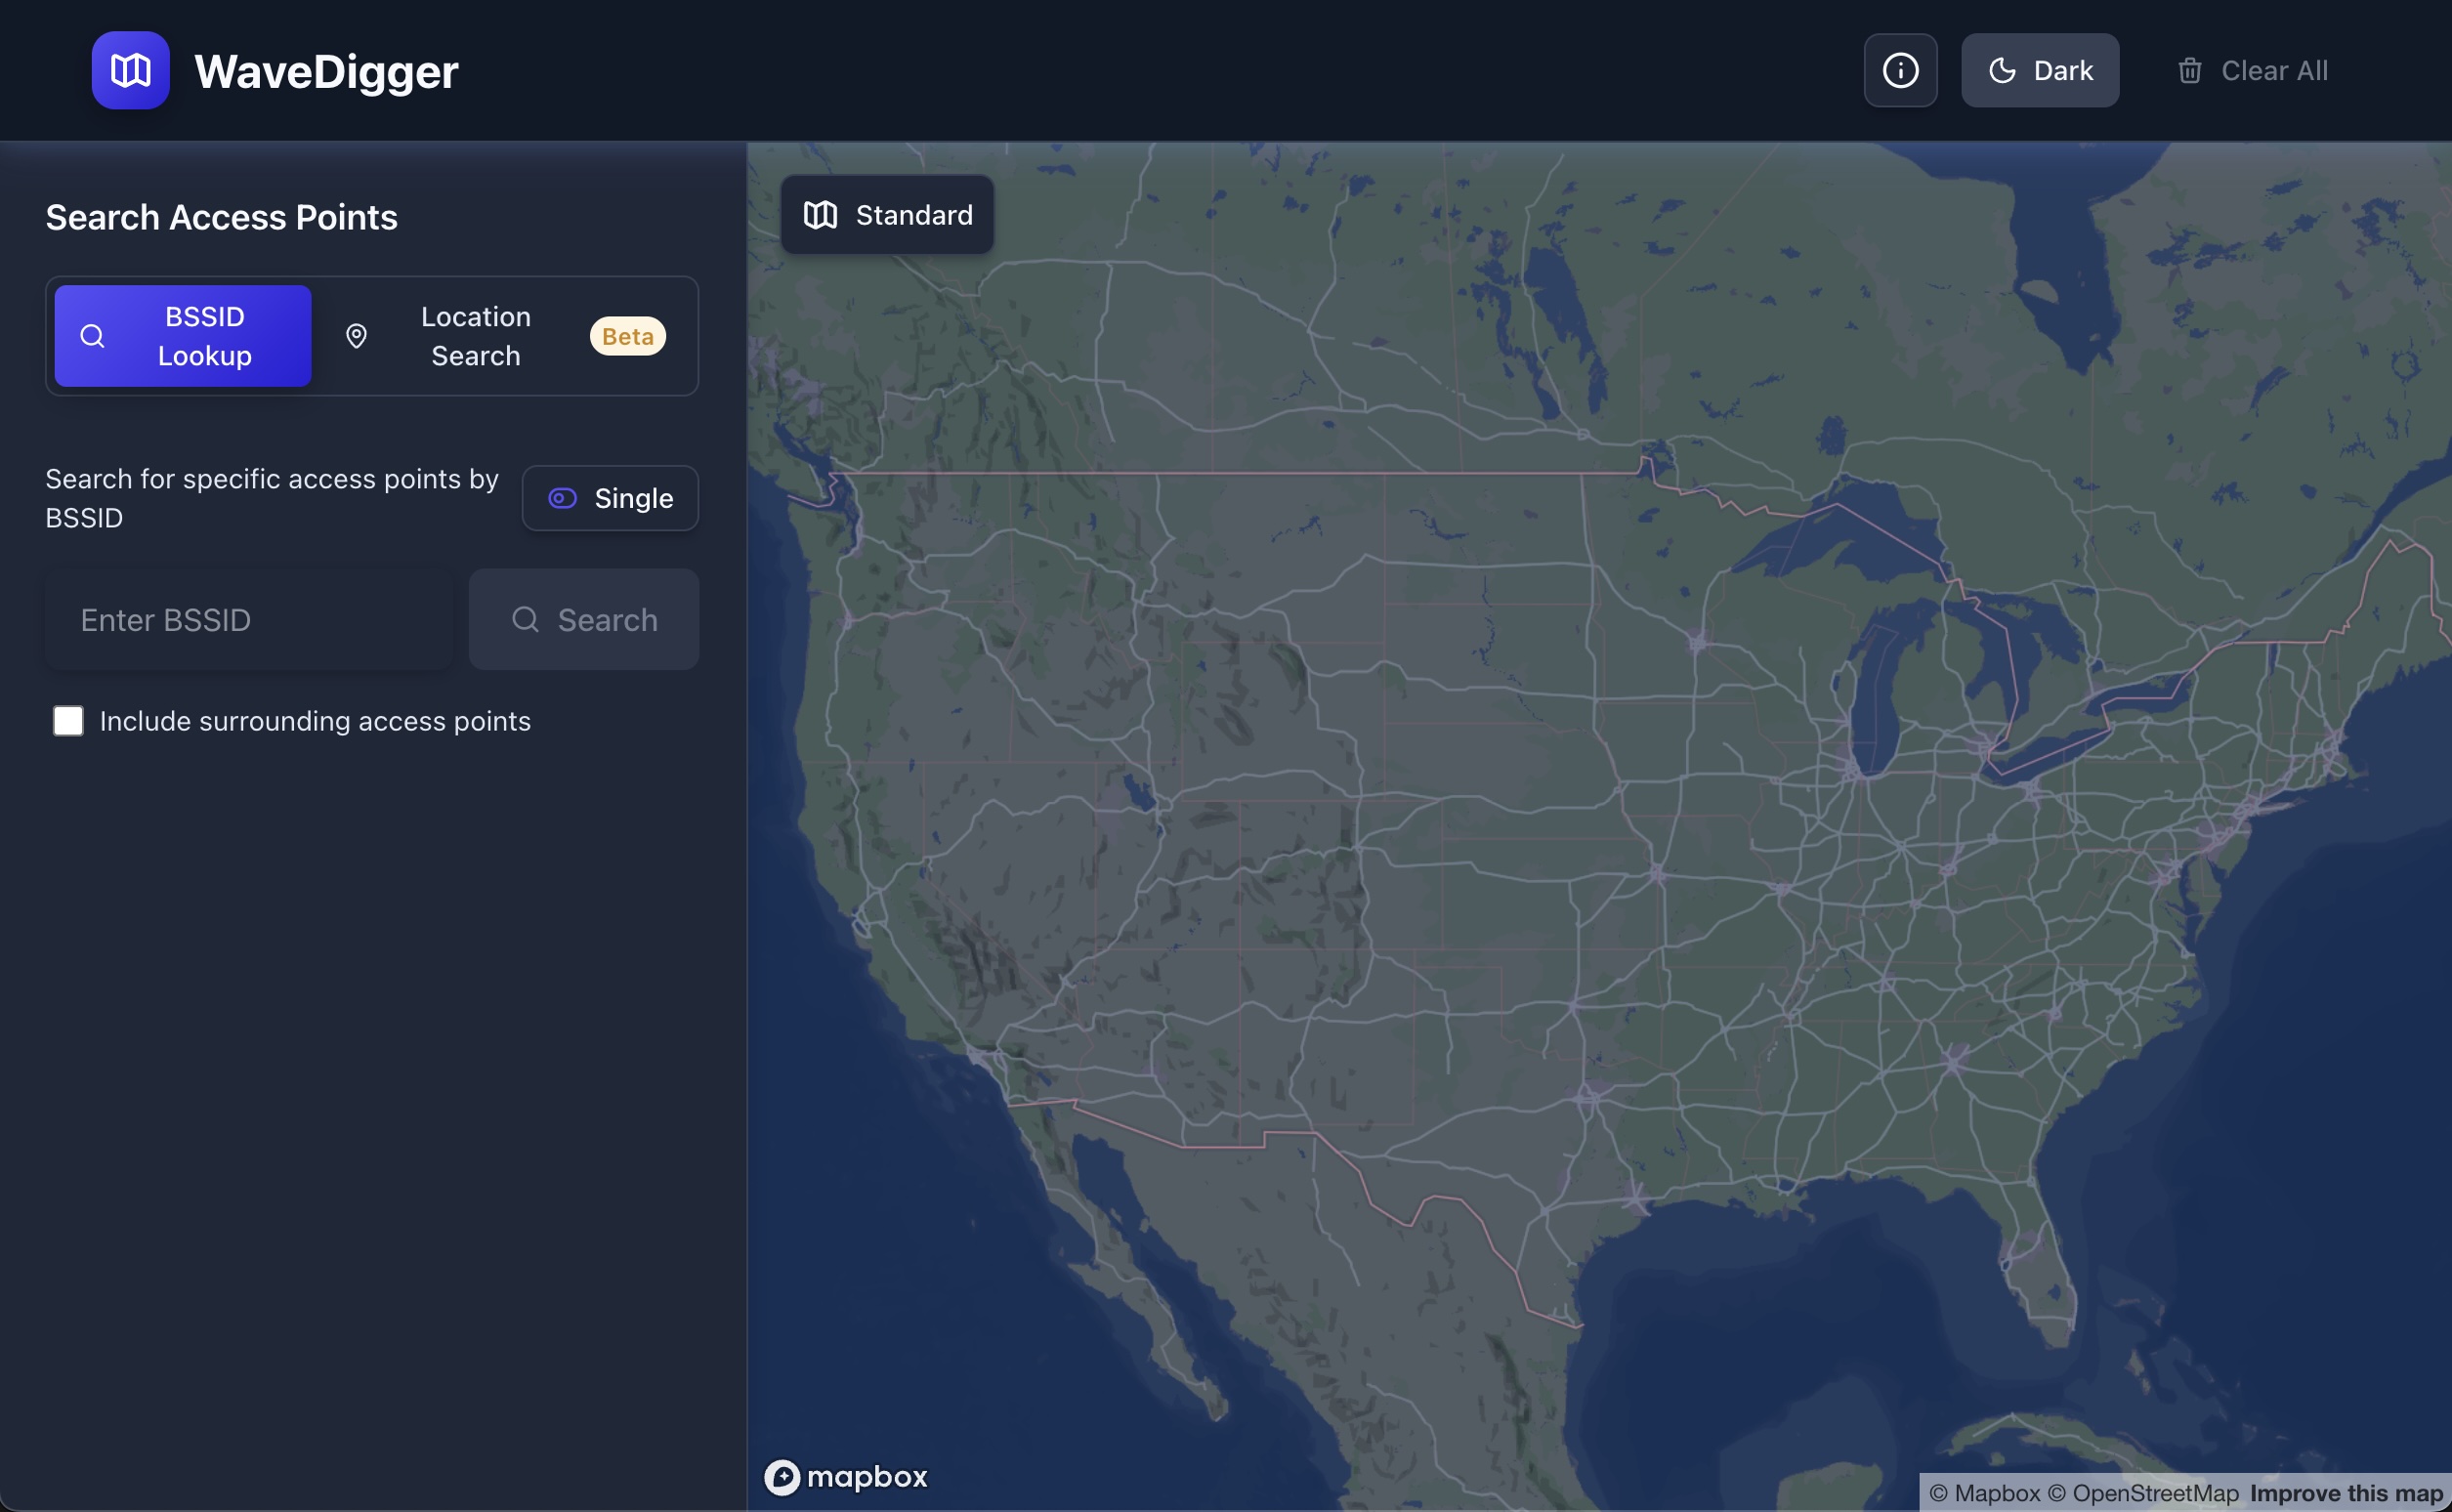 WaveDigger
Dark
Clear All
Search Access Points
BSSID
Lookup
Location
Search
Beta
Search for specific access points by
BSSID
Single
Enter BSSID
Search
Include surrounding access points
Standard
mapbox
© Mapbox © OpenStreetMap Improve this map